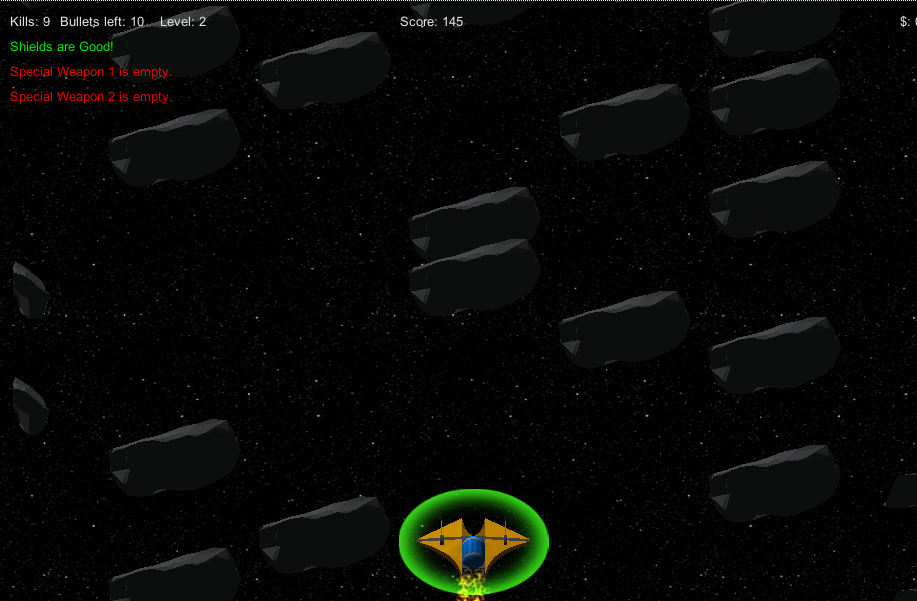 Kills: 9 Bullets left: 10 Level: 2 Score: 145 $:
Shields are Good!
Special Weapon 1 is empty.
Special Weapon 2 is empty.